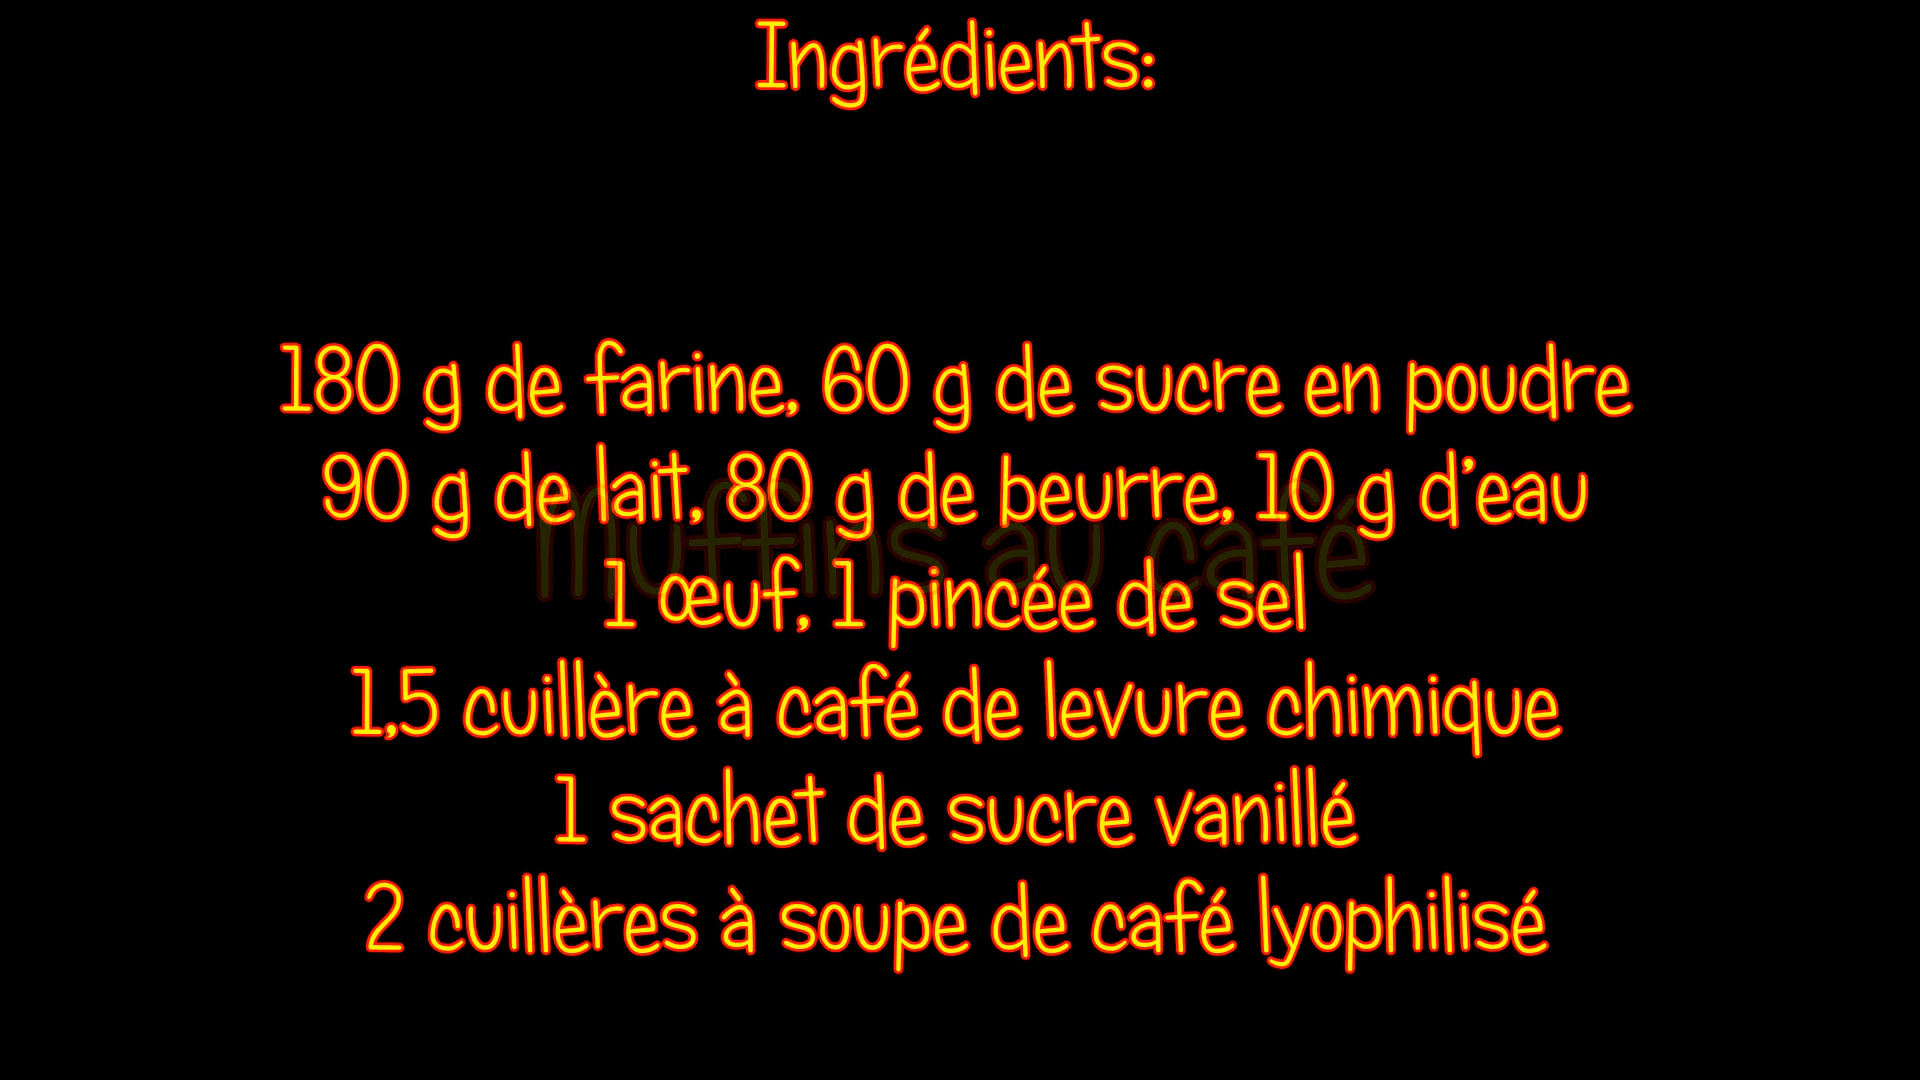 Ingrédients:
180 g de farine, 60 g de sucre en poudre
90 g de lait, 80 g de beurre, 10 g d'eau
Muffins au café
1 œuf, 1 pincée de sel
1,5 cuillère à café de levure chimique
1 sachet de sucre vanillé
2 cuillères à soupe de café lyophilisé